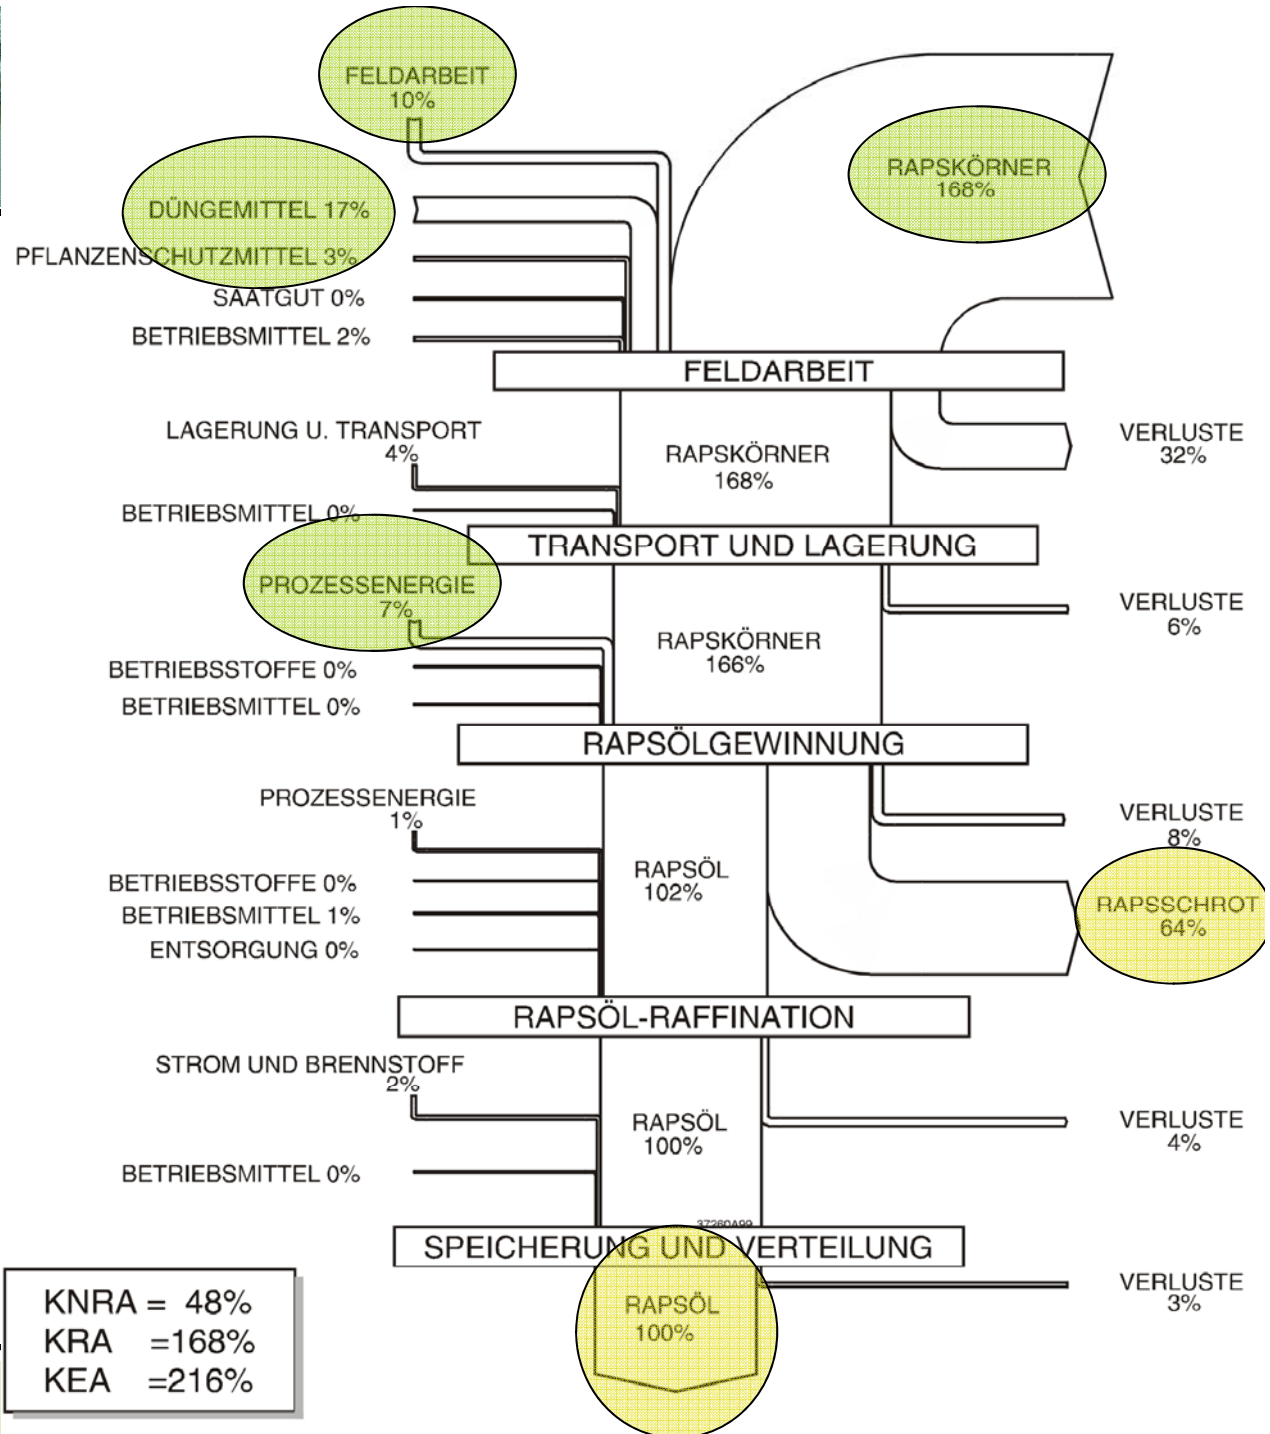 FELDARBEIT
10%
RAPSKÖRNER
168%
DÜNGEMITTEL 17%
PFLANZENSCHUTZMITTEL 3%
SAATGUT 0%
BETRIEBSMITTEL 2%
FELDARBEIT
LAGERUNG U. TRANSPORT
4%
RAPSKÖRNER
168%
VERLUSTE
32%
BETRIEBSMITTEL 0%
TRANSPORT UND LAGERUNG
PROZESSENERGIE
7%
RAPSKÖRNER
166%
VERLUSTE
6%
BETRIEBSSTOFFE 0%
BETRIEBSMITTEL 0%
RAPSÖLGEWINNUNG
PROZESSENERGIE
1%
VERLUSTE
8%
RAPSÖL
102%
BETRIEBSSTOFFE 0%
BETRIEBSMITTEL 1%
ENTSORGUNG 0%
RAPSSCHROT
64%
RAPSÖL-RAFFINATION
STROM UND BRENNSTOFF
2%
RAPSÖL
100%
VERLUSTE
4%
BETRIEBSMITTEL 0%
37260A99
SPEICHERUNG UND VERTEILUNG
RAPSÖL
100%
VERLUSTE
3%
KNRA = 48%
KRA =168%
KEA =216%